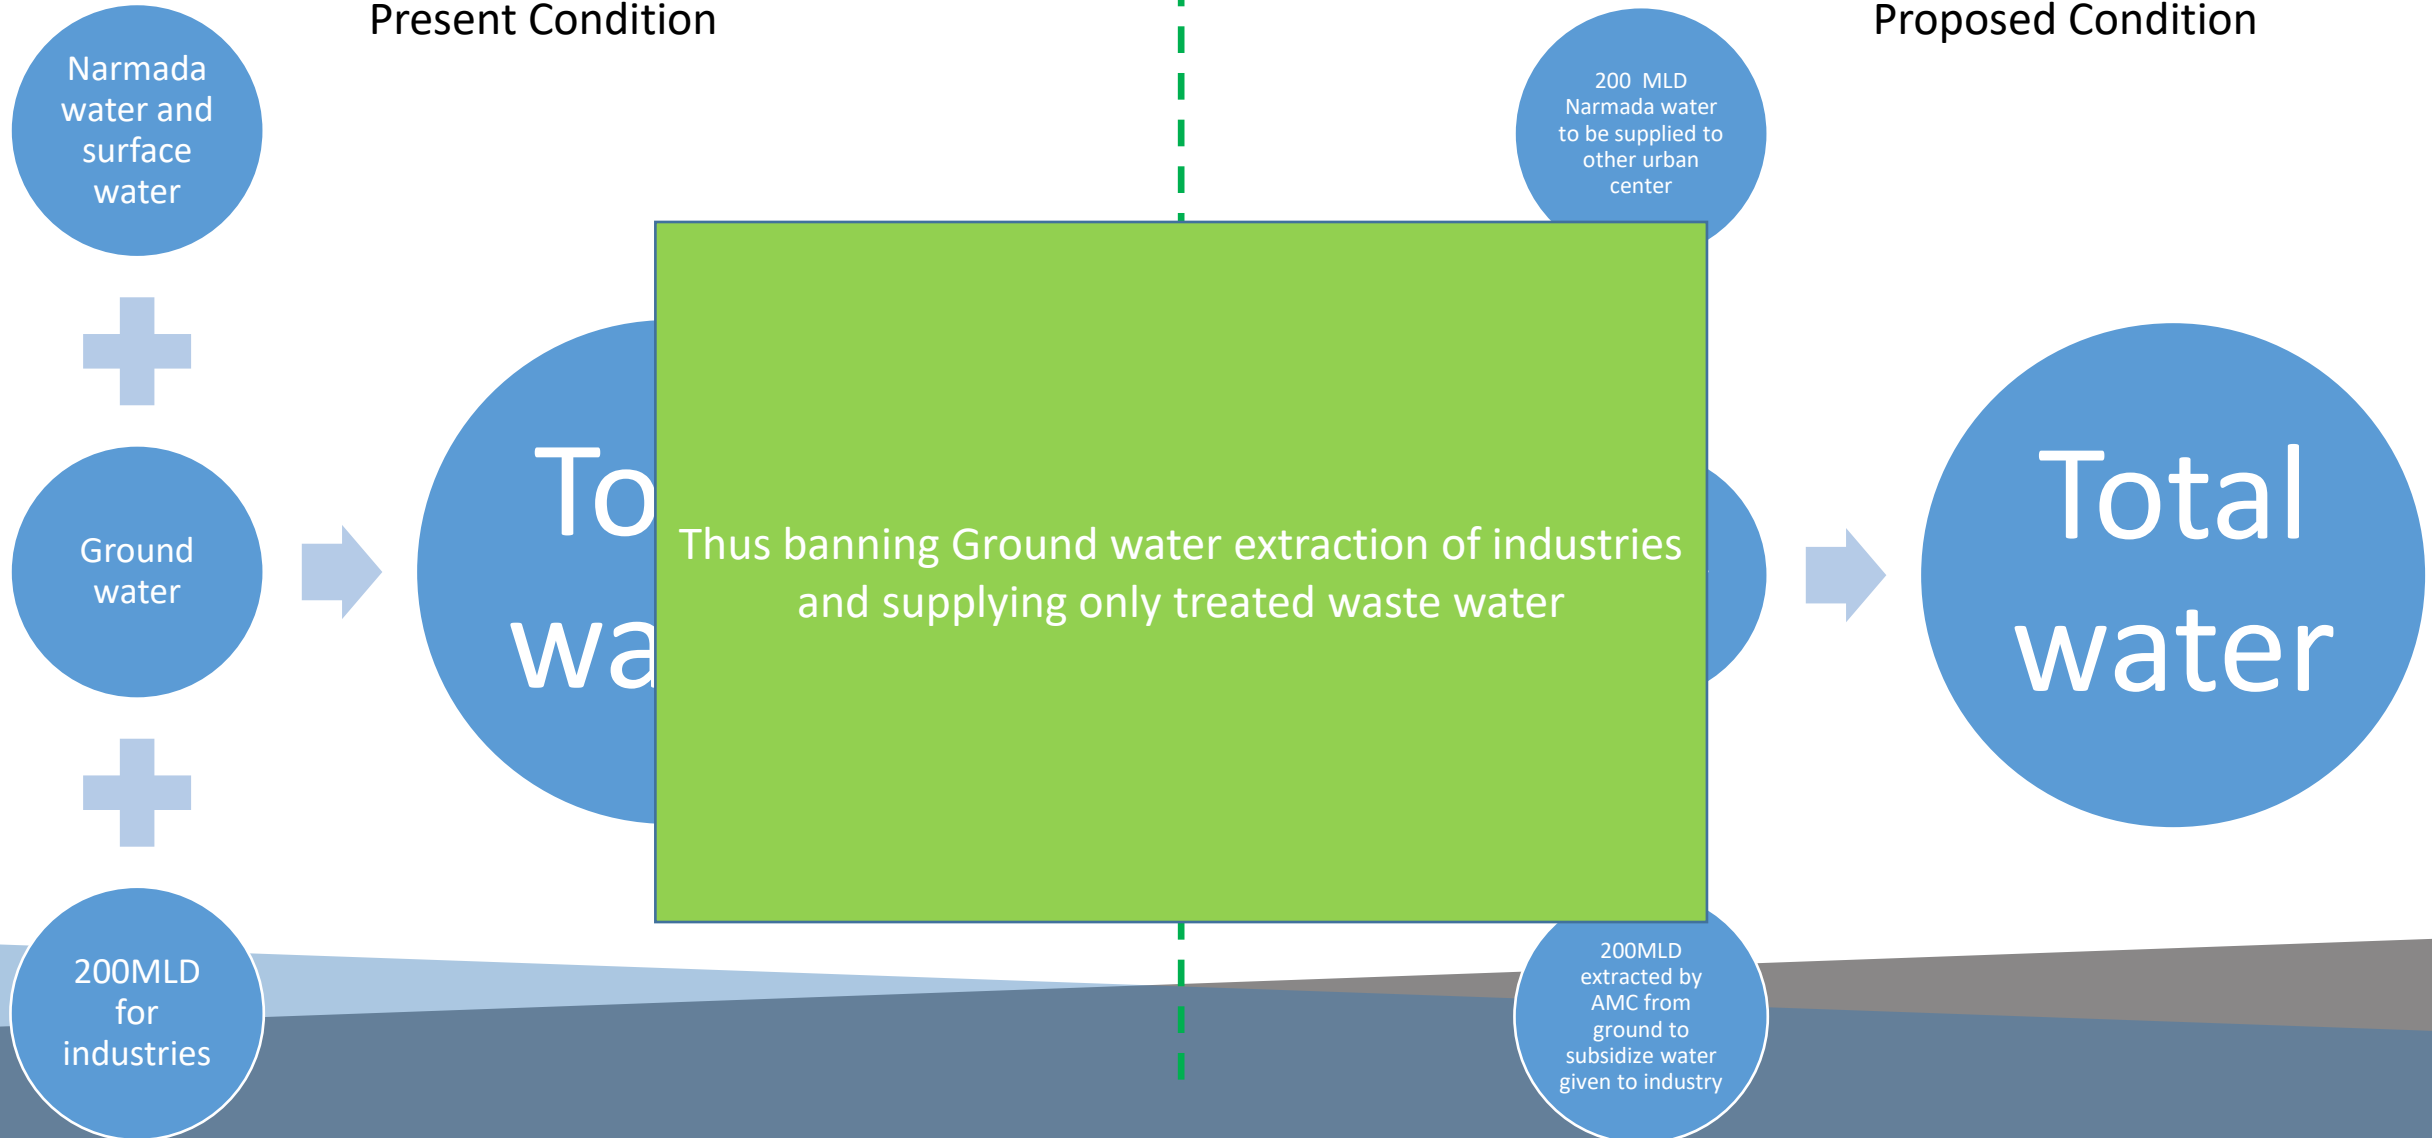 Present Condition
Narmada
water and
surface
water
Ground
water
200MLD
for
industries
Thus banning Ground water extraction of industries
and supplying only treated waste water
Proposed Condition
200 MLD
Narmada water
to be supplied to
other urban
center
200MLD
extracted by
AMC from
ground to
subsidize water
given to industry
Total
water